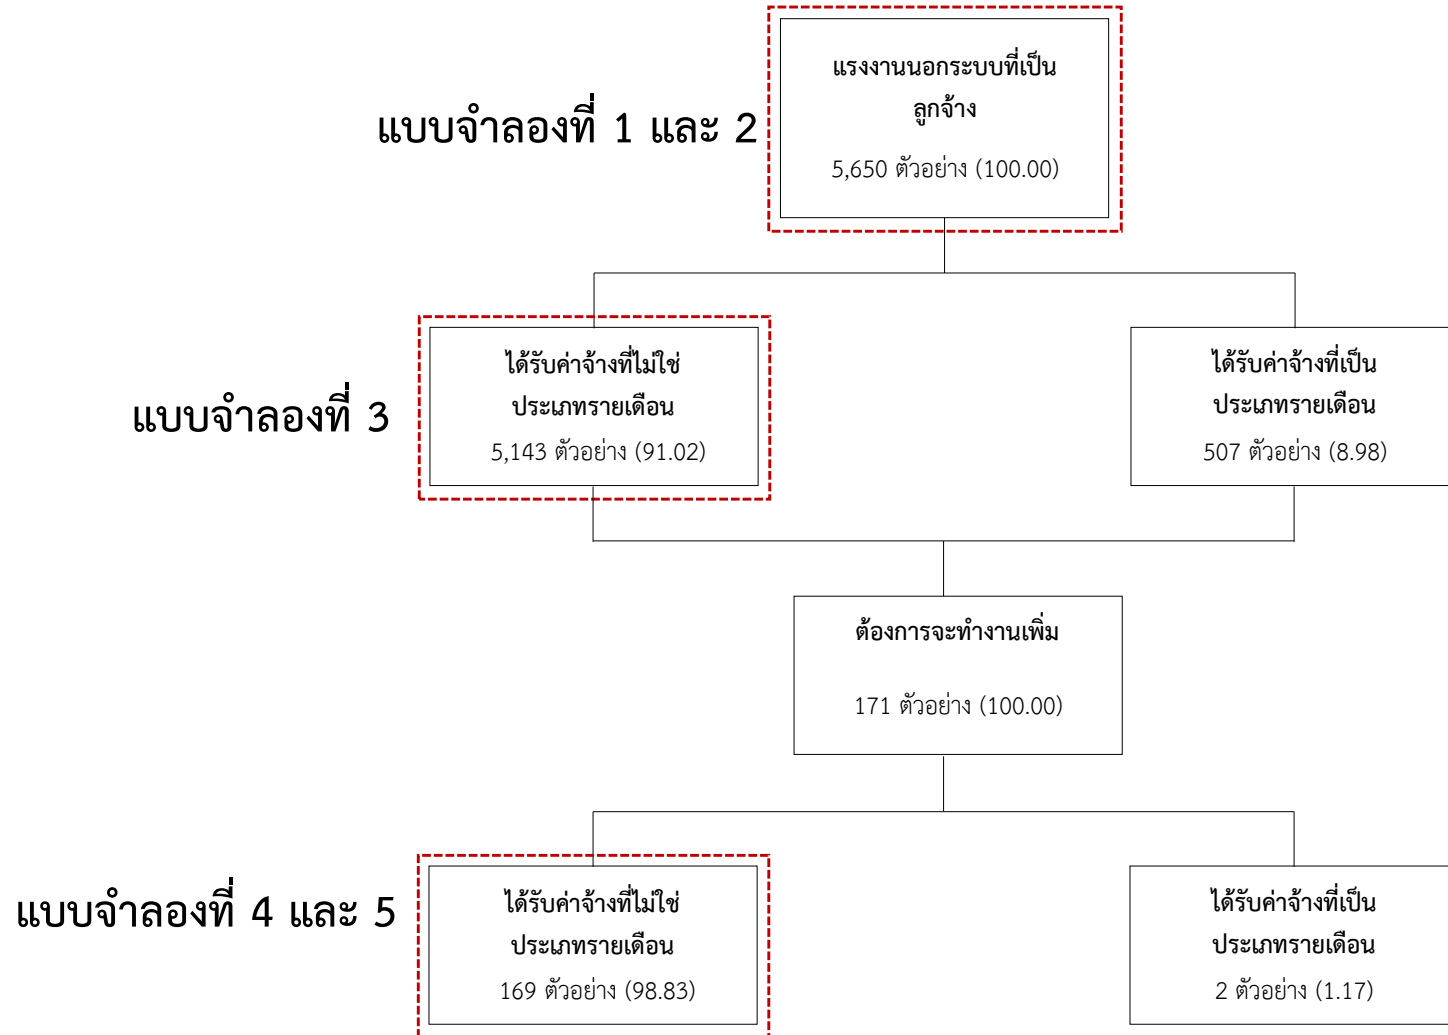 แรงงานนอกระบบที่เป็น
ลูกจ้าง
5,650 ตัวอย่าง (100.00)
แบบจำลองที่ 1 และ 2
ได้รับค่าจ้างที่ไม่ใช่
ประเภทรายเดือน
5,143 ตัวอย่าง (91.02)
แบบจำลองที่ 3
ได้รับค่าจ้างที่เป็น
ประเภทรายเดือน
507 ตัวอย่าง (8.98)
ต้องการจะทำงานเพิ่ม
171 ตัวอย่าง (100.00)
แบบจำลองที่ 4 และ 5
ได้รับค่าจ้างที่ไม่ใช่
ประเภทรายเดือน
169 ตัวอย่าง (98.83)
ได้รับค่าจ้างที่เป็น
ประเภทรายเดือน
2 ตัวอย่าง (1.17)